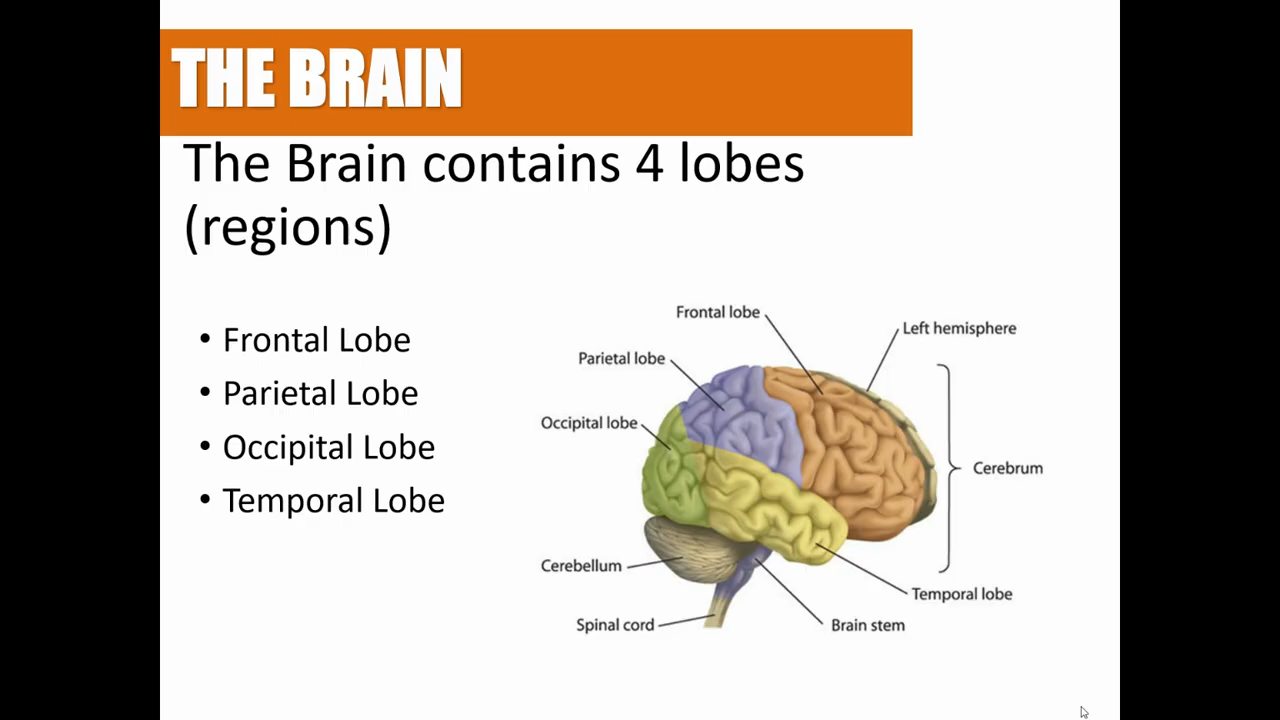 THE BRAIN
The Brain contains 4 lobes
(regions)
• Frontal Lobe
• Parietal Lobe
• Occipital Lobe
• Temporal Lobe
Frontal lobe
Left hemisphere
Parietal lobe
Occipital lobe
Cerebrum
Cerebellum
Temporal lobe
Spinal cord
Brain stem